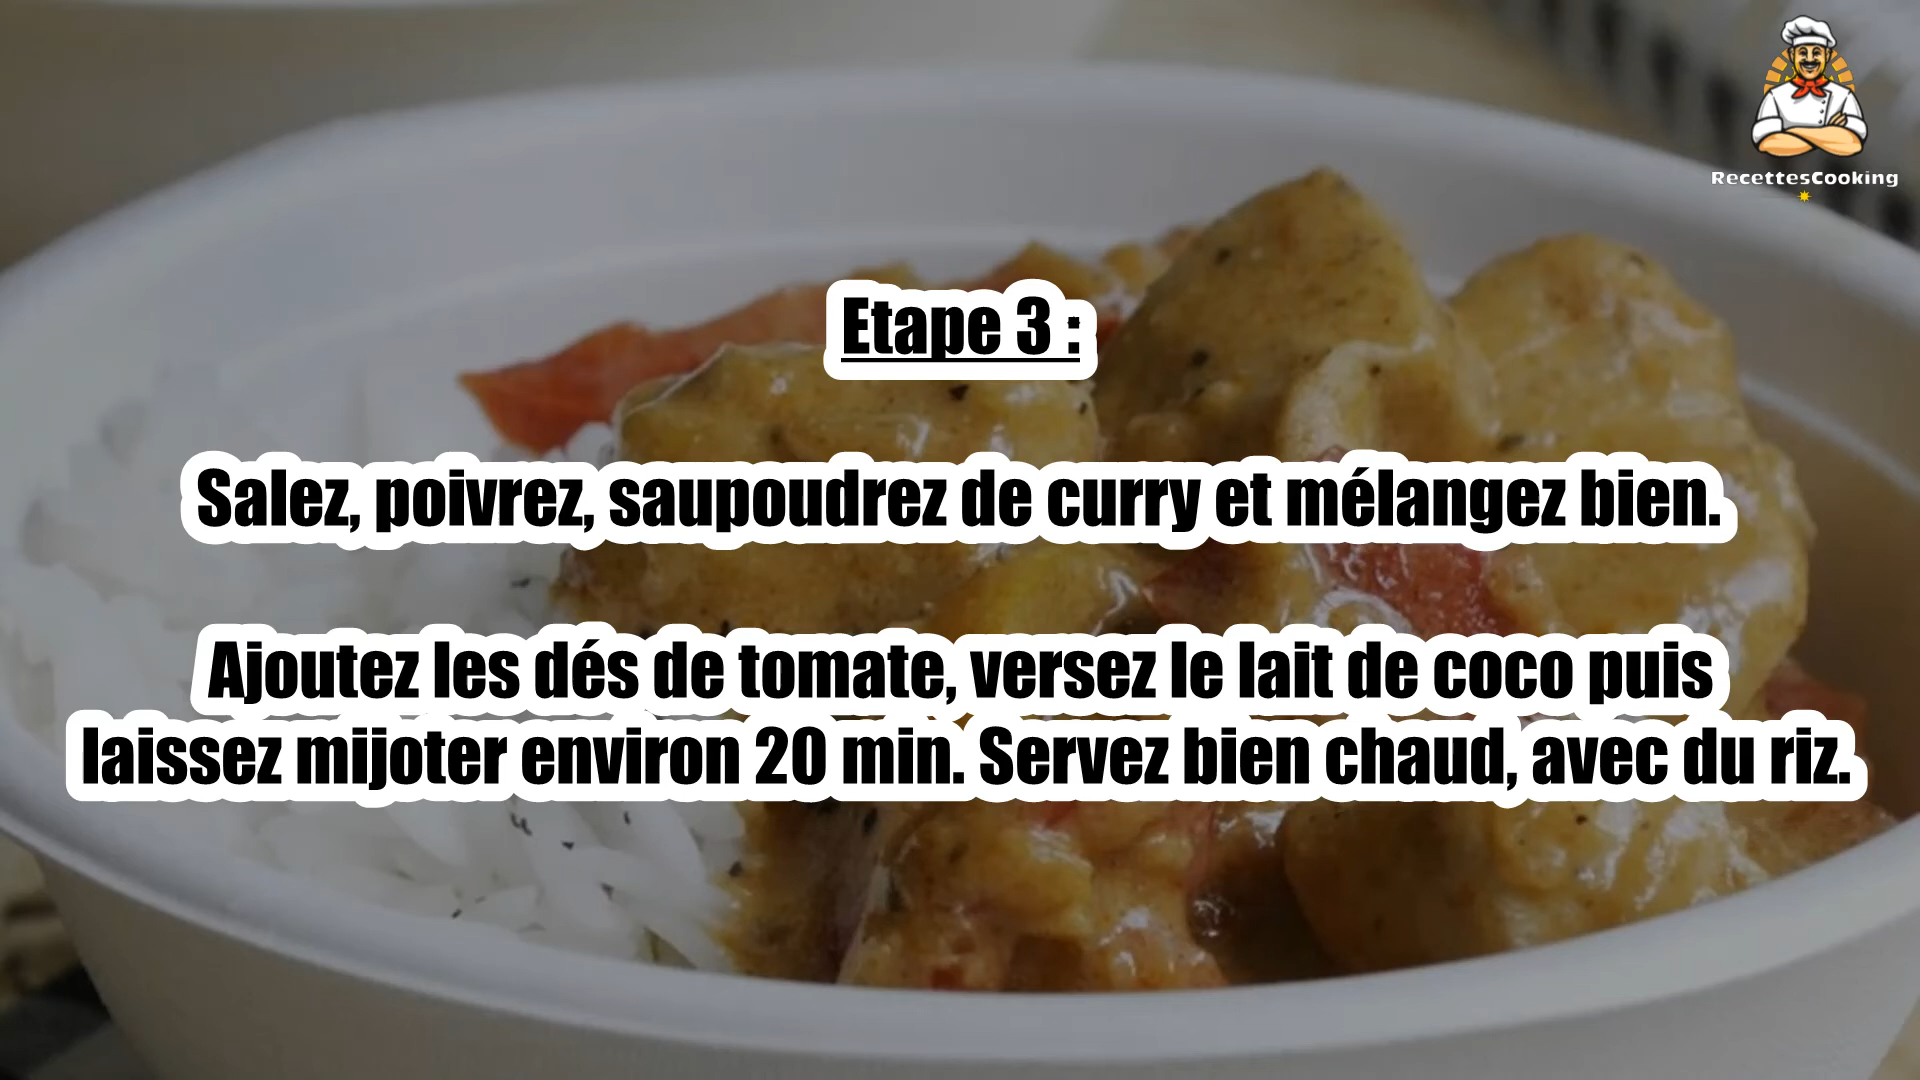 RecettesCooking
Etape 3 :
Salez, poivrez, saupoudrez de curry et mélangez bien.
Ajoutez les dés de tomate, versez le lait de coco puis
laissez mijoter environ 20 min. Servez bien chaud, avec du riz.